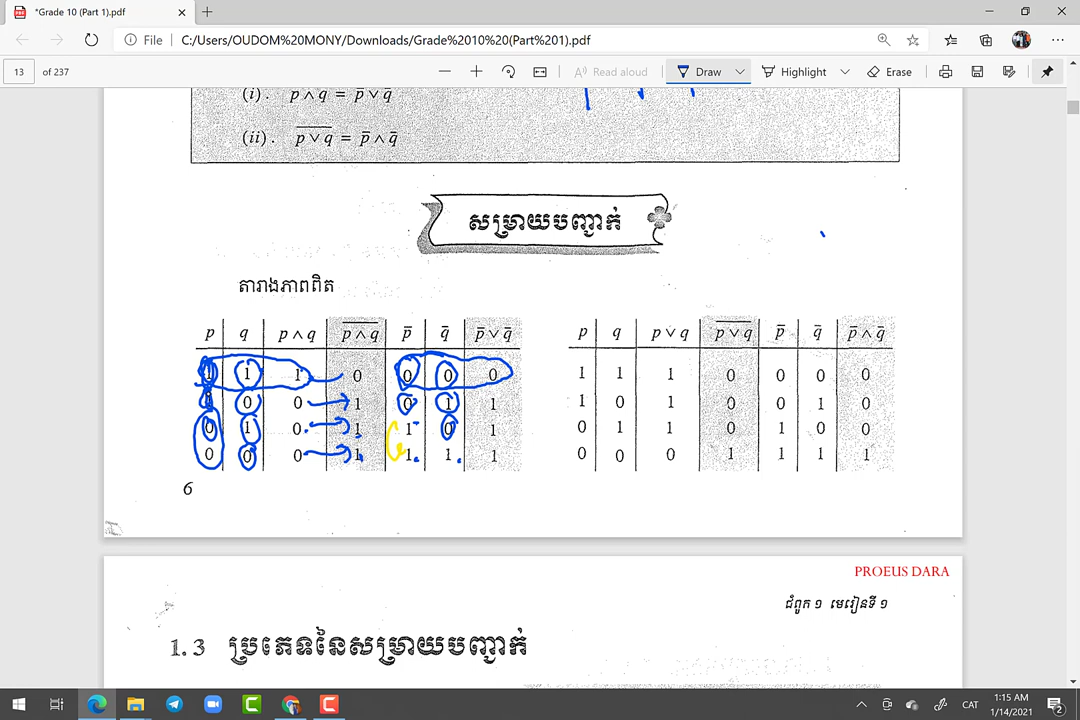 *Grade 10 (Part 1).pdf
File C:/Users/OUDOM%20MONY/Downloads/Grade%2010%20(Part%201).pdf
13 of 237 Read aloud Draw Highlight Erase
(i). p ∧ q = p̄ ∨ q̄
(ii). \overline{p ∨ q} = p̄ ∧ q̄
សម្រាយបញ្ជាក់
តារាងភាពពិត
p q p ∧ q \overline{p ∧ q} p̄ q̄ p̄ ∨ q̄
1 1 1 0 0 0 0
1 0 0 1 0 1 1
0 1 0 1 1 0 1
0 0 0 1 1 1 1
p q p ∨ q \overline{p ∨ q} p̄ q̄ p̄ ∧ q̄
1 1 1 0 0 0 0
1 0 1 0 0 1 0
0 1 1 0 1 0 0
0 0 0 1 1 1 1
6
PROEUS DARA
ជំពូក ១ មេរៀនទី ១
1.3 ប្រភេទនៃសម្រាយបញ្ជាក់
CAT
1:15 AM
1/14/2021
2